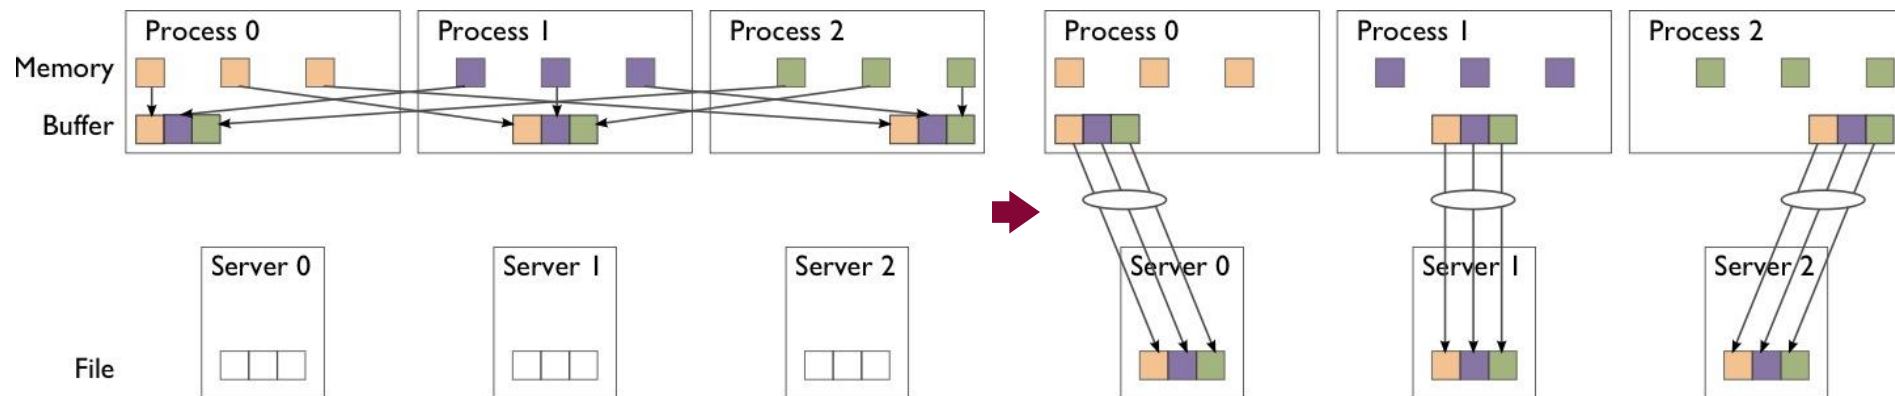 Process 0
Process 1
Process 2
Process 0
Process 1
Process 2
Memory
Buffer
Server 0
Server 1
Server 2
Server 0
Server 1
Server 2
File